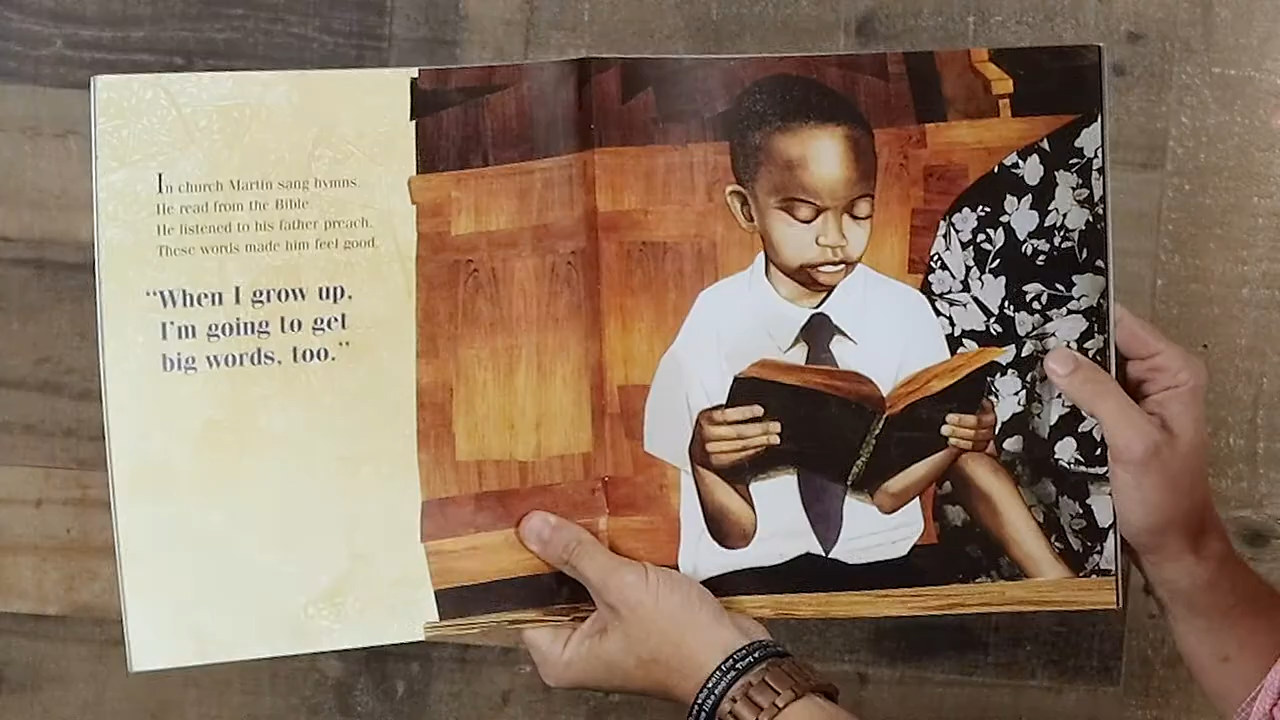 In church Martin sang hymns.
He read from the Bible.
He listened to his father preach.
These words made him feel good.
“When I grow up,
I'm going to get
big words, too.”